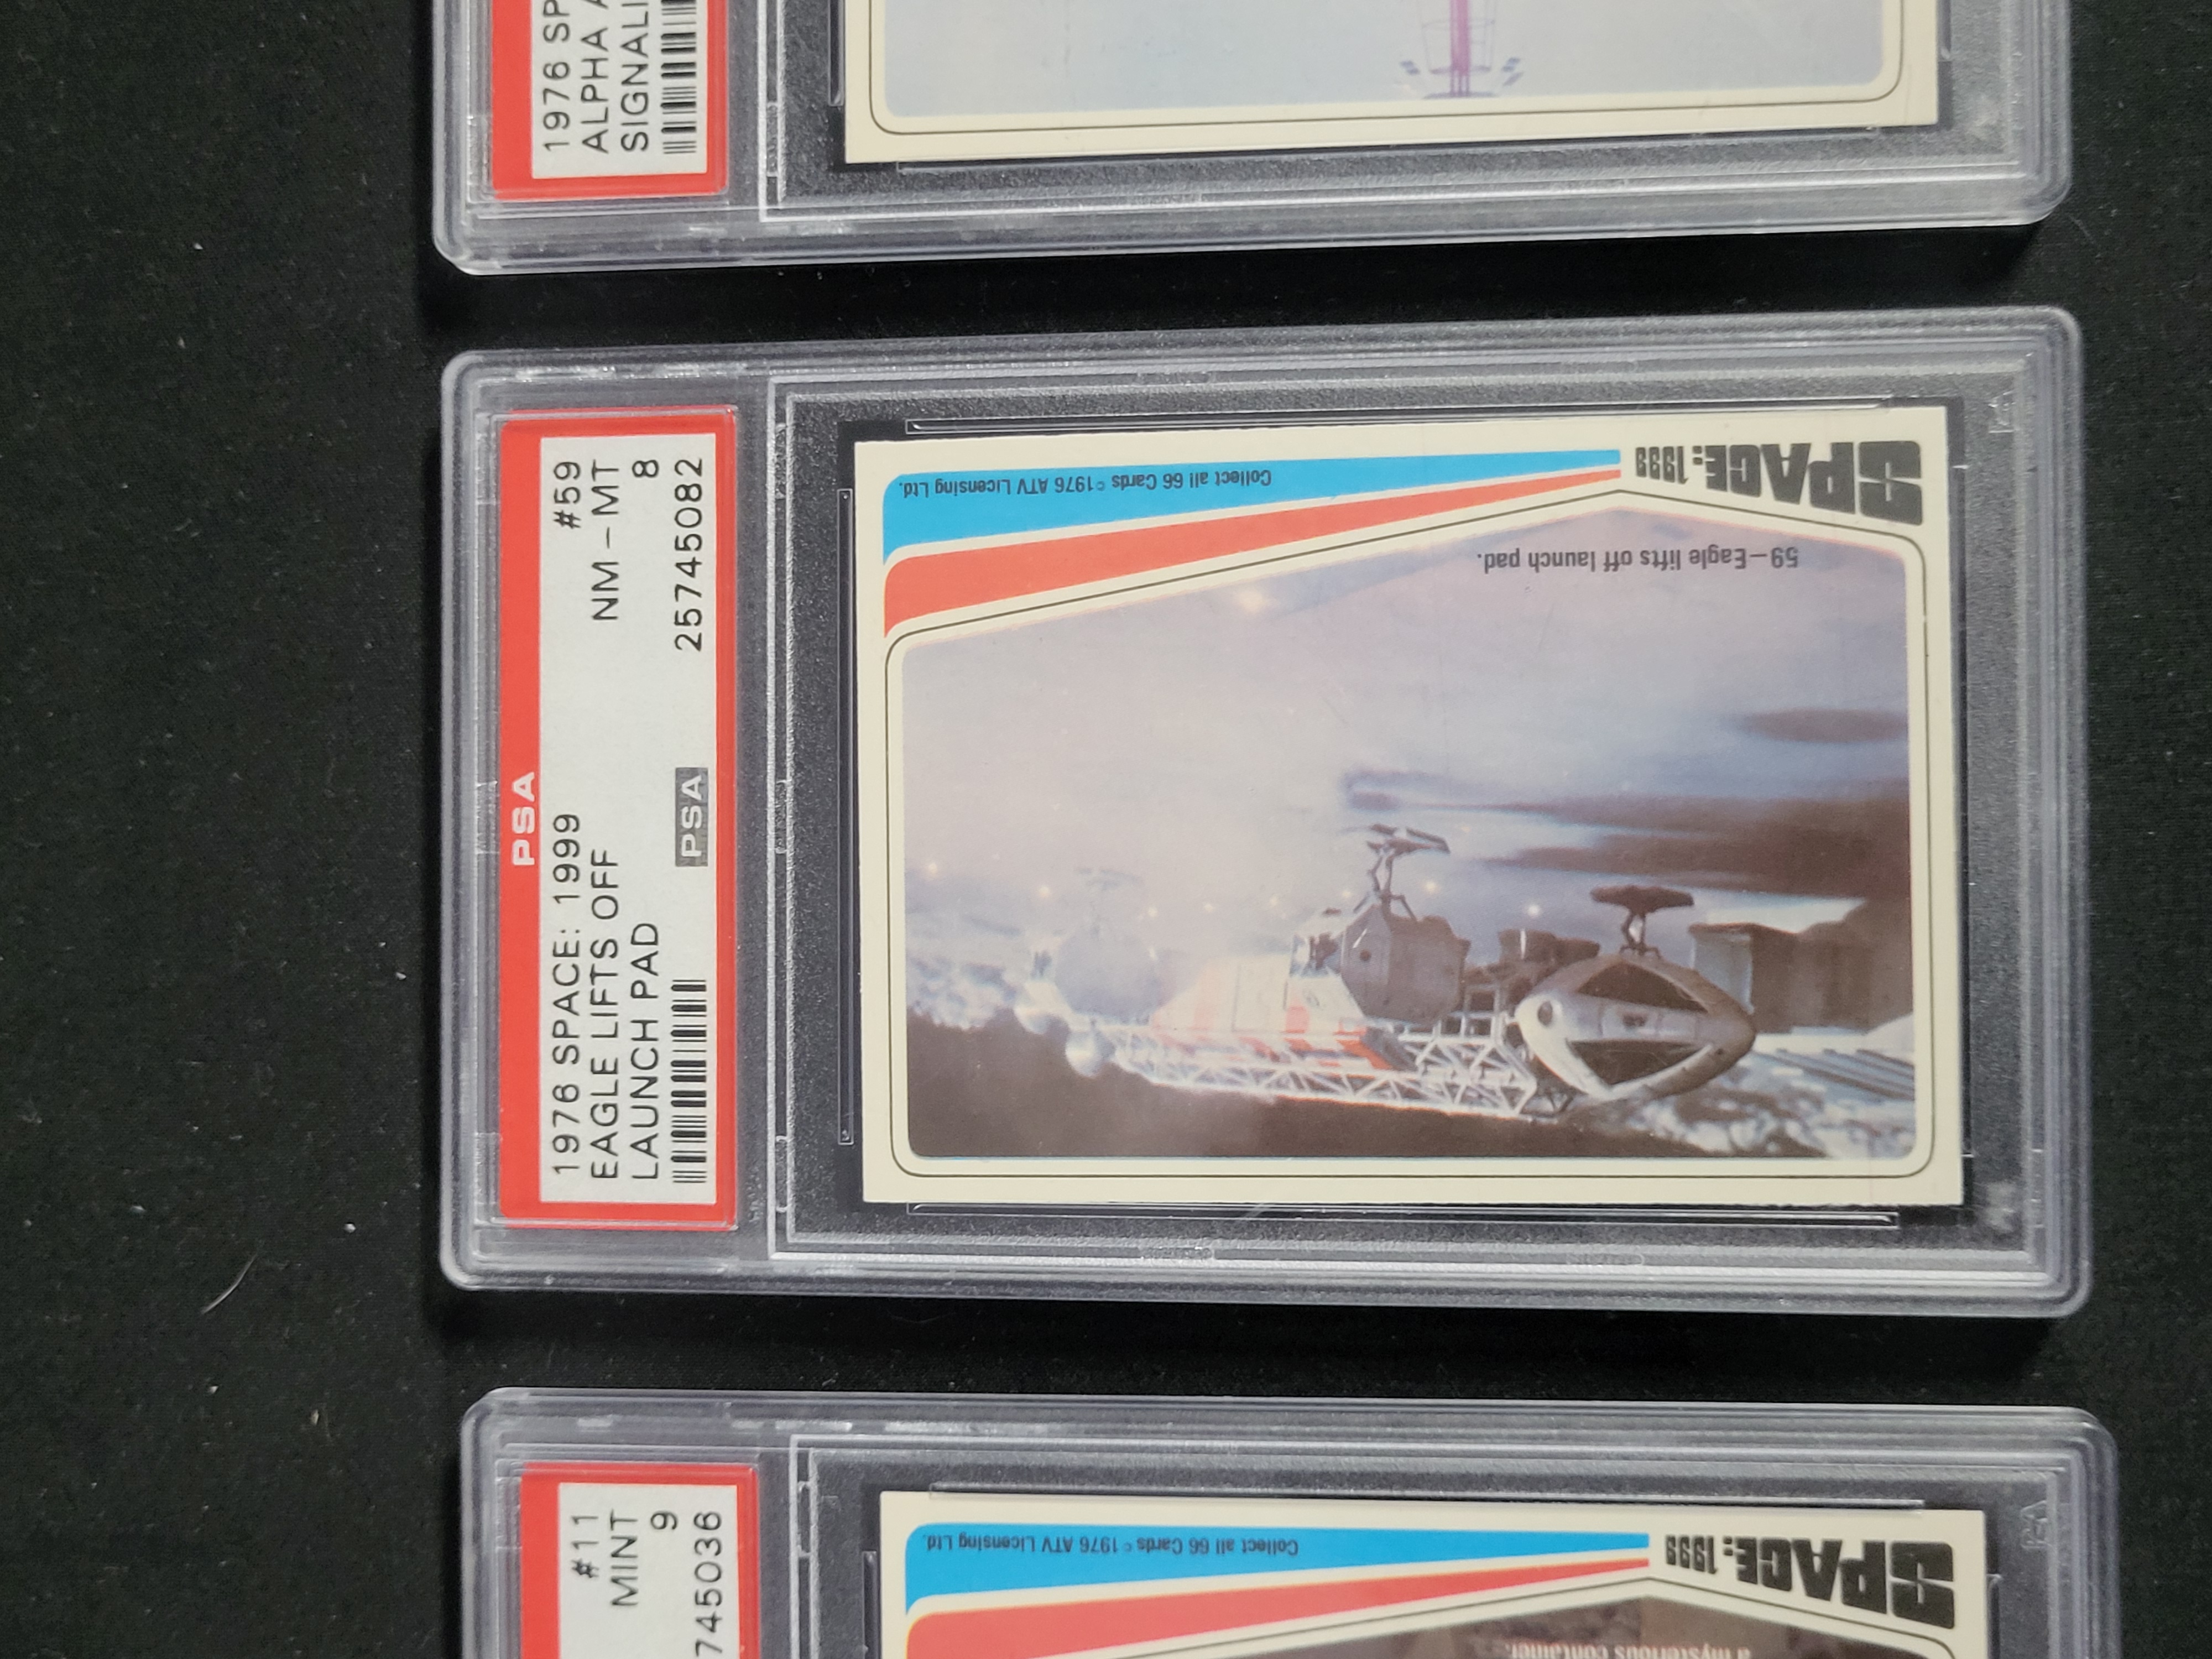 1976 SP
ALPHA A
SIGNALI
PSA
1976 SPACE: 1999 #59
EAGLE LIFTS OFF NM - MT
LAUNCH PAD 8
PSA 25745082
SPACE: 1999
Collect all 66 Cards ©1976 ATV Licensing Ltd.
59—Eagle lifts off launch pad.
#11
MINT
9
745036
SPACE: 1999
Collect all 66 Cards ©1976 ATV Licensing Ltd.
a mysterious container.